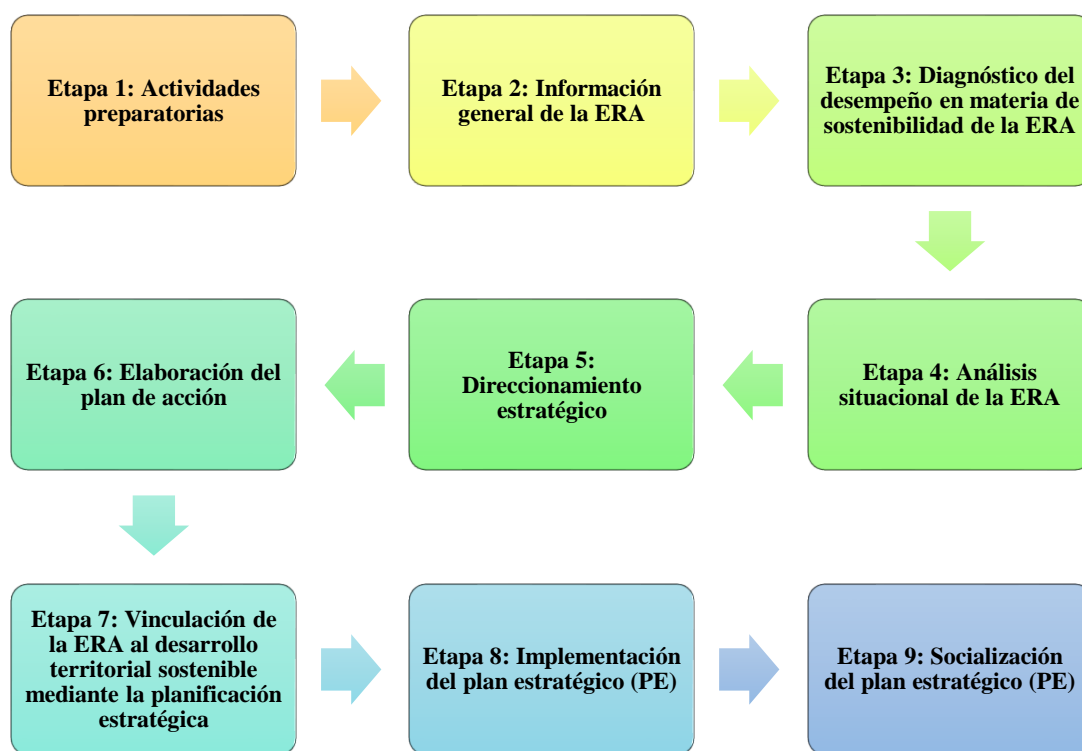 Etapa 1: Actividades
preparatorias
Etapa 2: Información
general de la ERA
Etapa 3: Diagnóstico del
desempeño en materia de
sostenibilidad de la ERA
Etapa 4: Análisis
situacional de la ERA
Etapa 5:
Direccionamiento
estratégico
Etapa 6: Elaboración del
plan de acción
Etapa 7: Vinculación de
la ERA al desarrollo
territorial sostenible
mediante la planificación
estratégica
Etapa 8: Implementación
del plan estratégico (PE)
Etapa 9: Socialización
del plan estratégico (PE)